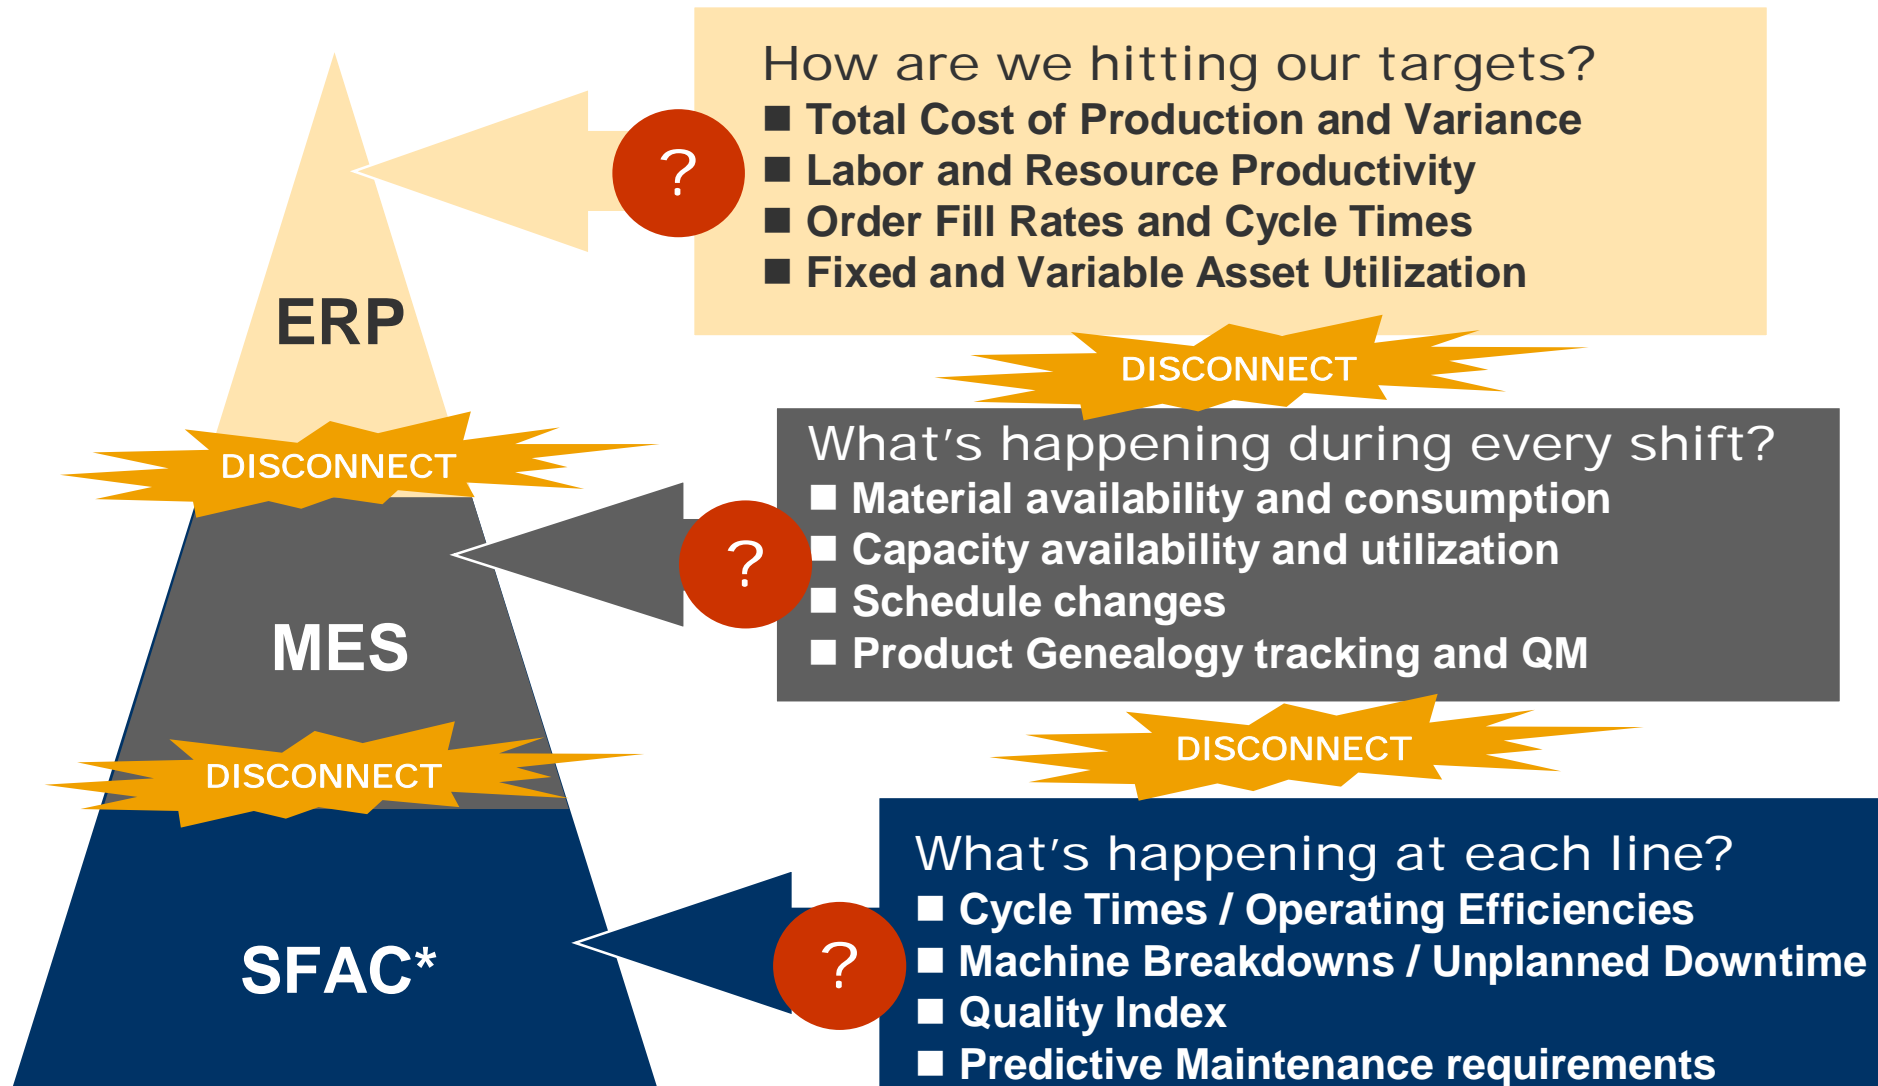 How are we hitting our targets?
■ Total Cost of Production and Variance
■ Labor and Resource Productivity
■ Order Fill Rates and Cycle Times
■ Fixed and Variable Asset Utilization
?
ERP
DISCONNECT
DISCONNECT
What's happening during every shift?
■ Material availability and consumption
■ Capacity availability and utilization
■ Schedule changes
■ Product Genealogy tracking and QM
?
MES
DISCONNECT
DISCONNECT
What's happening at each line?
■ Cycle Times / Operating Efficiencies
■ Machine Breakdowns / Unplanned Downtime
■ Quality Index
■ Predictive Maintenance requirements
?
SFAC*